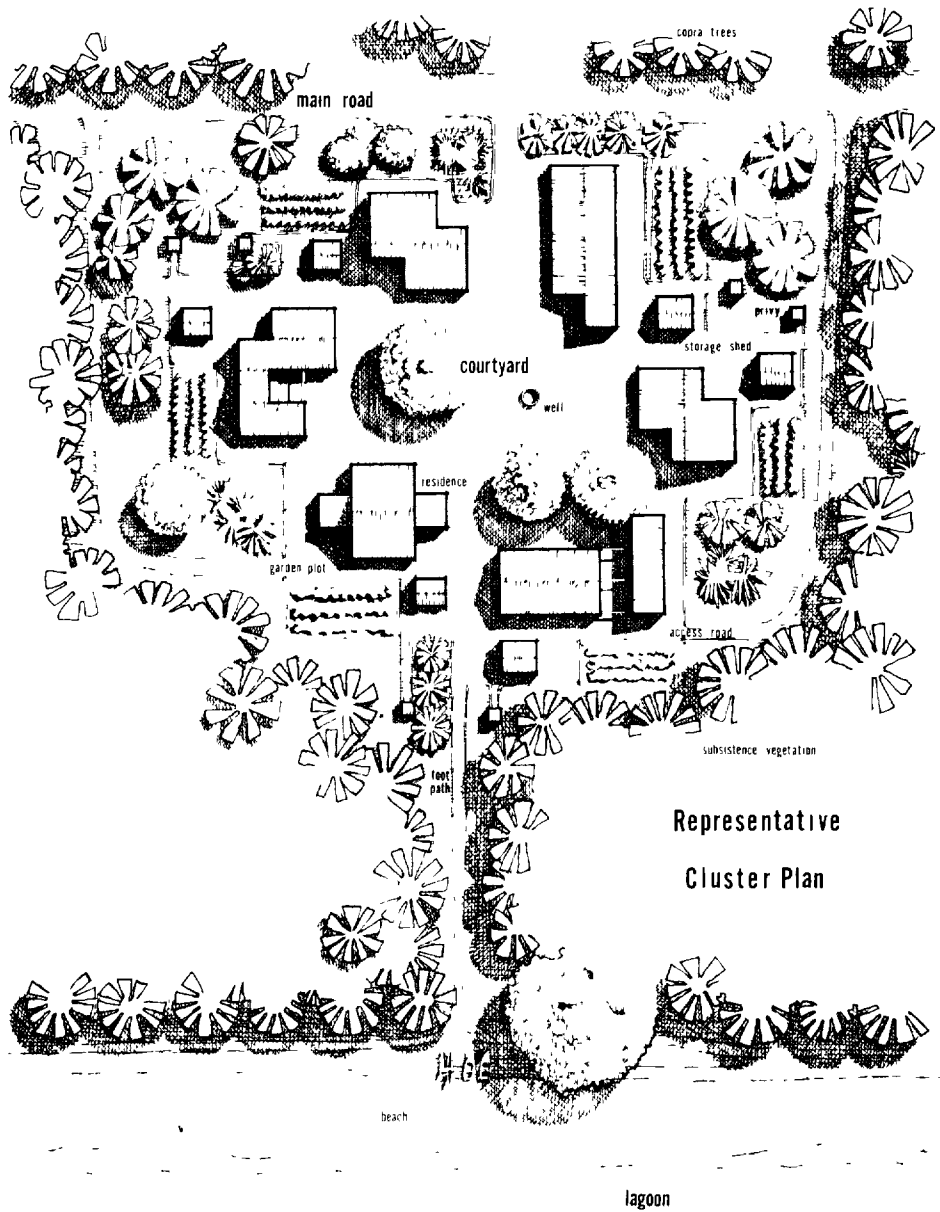 copra trees
main road
privy
storage shed
courtyard
well
residence
garden plot
access road
subsistence vegetation
foot
path
Representative
Cluster Plan
beach
lagoon